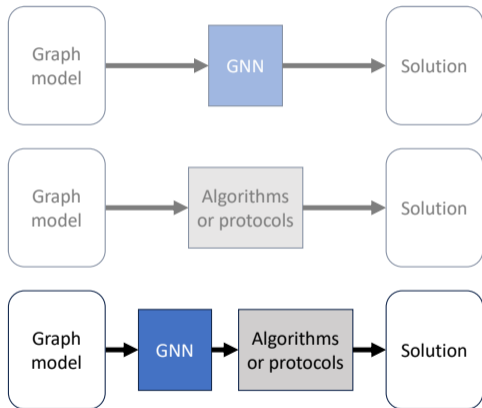 Graph
model
GNN
Solution
Graph
model
Algorithms
or protocols
Solution
Graph
model
GNN
Algorithms
or protocols
Solution